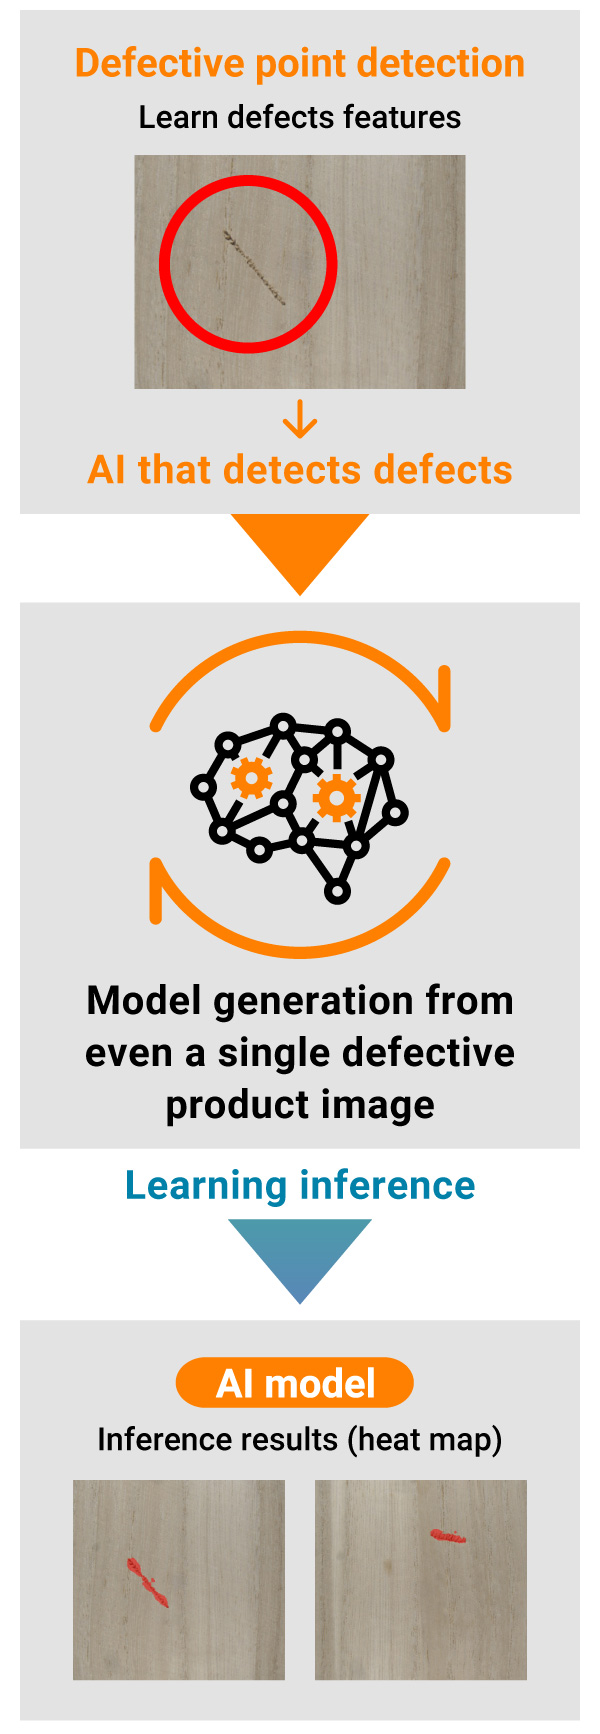 Defective point detection
Learn defects features
AI that detects defects
Model generation from
even a single defective
product image
Learning inference
AI model
Inference results (heat map)